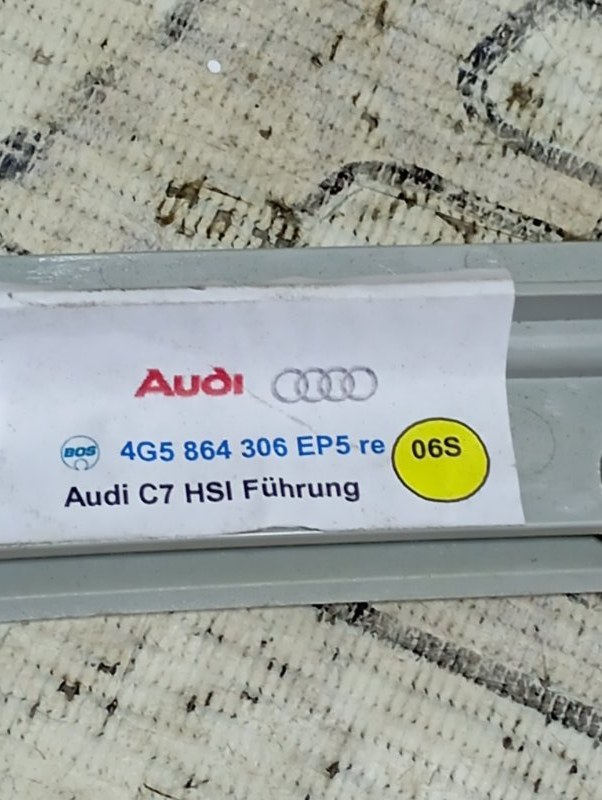 Audi
BOS 4G5 864 306 EP5 re 06S
Audi C7 HSI Führung